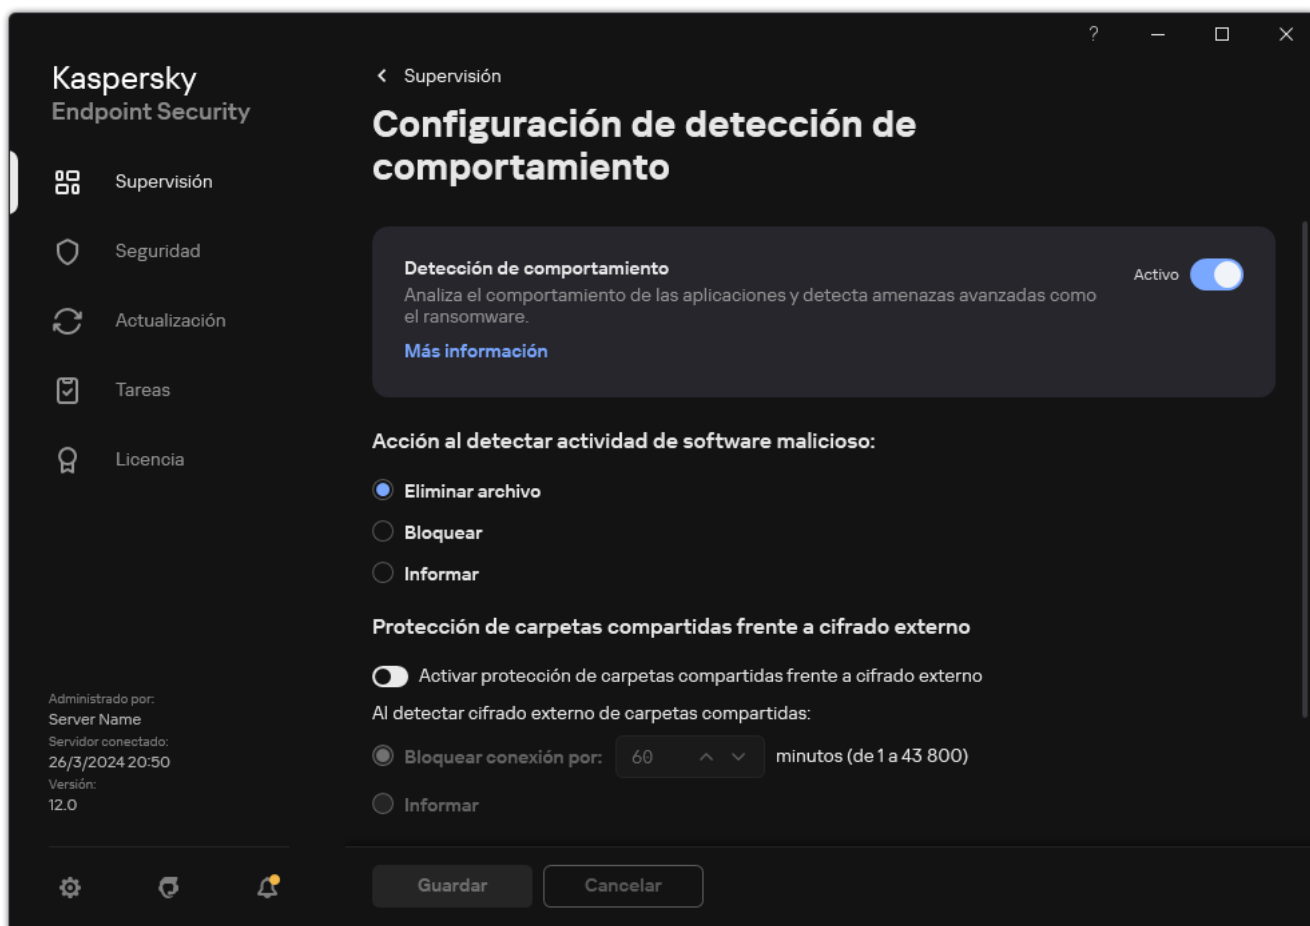 ?
Kaspersky
Endpoint Security
Supervisión
Seguridad
Actualización
Tareas
Licencia
Administrado por:
Server Name
Servidor conectado:
26/3/2024 20:50
Versión:
12.0
Supervisión
Configuración de detección de
comportamiento
Detección de comportamiento
Activo
Analiza el comportamiento de las aplicaciones y detecta amenazas avanzadas como
el ransomware.
Más información
Acción al detectar actividad de software malicioso:
Eliminar archivo
Bloquear
Informar
Protección de carpetas compartidas frente a cifrado externo
Activar protección de carpetas compartidas frente a cifrado externo
Al detectar cifrado externo de carpetas compartidas:
Bloquear conexión por: 60 minutos (de 1 a 43 800)
Informar
Guardar Cancelar